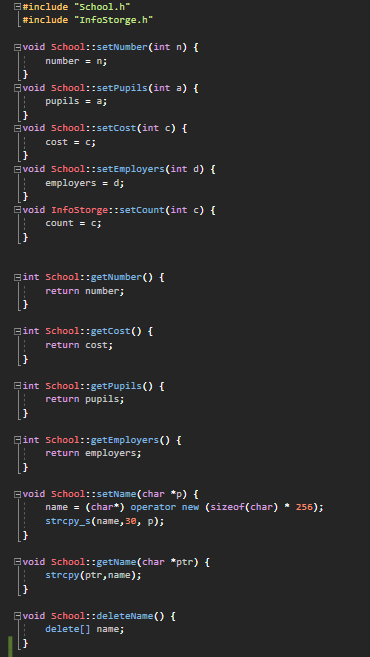 #include "School.h"
#include "InfoStorge.h"
void School::setNumber(int n) {
number = n;
}
void School::setPupils(int a) {
pupils = a;
}
void School::setCost(int c) {
cost = c;
}
void School::setEmployers(int d) {
employers = d;
}
void InfoStorge::setCount(int c) {
count = c;
}
int School::getNumber() {
return number;
}
int School::getCost() {
return cost;
}
int School::getPupils() {
return pupils;
}
int School::getEmployers() {
return employers;
}
void School::setName(char *p) {
name = (char*) operator new (sizeof(char) * 256);
strcpy_s(name,30, p);
}
void School::getName(char *ptr) {
strcpy(ptr,name);
}
void School::deleteName() {
delete[] name;
}